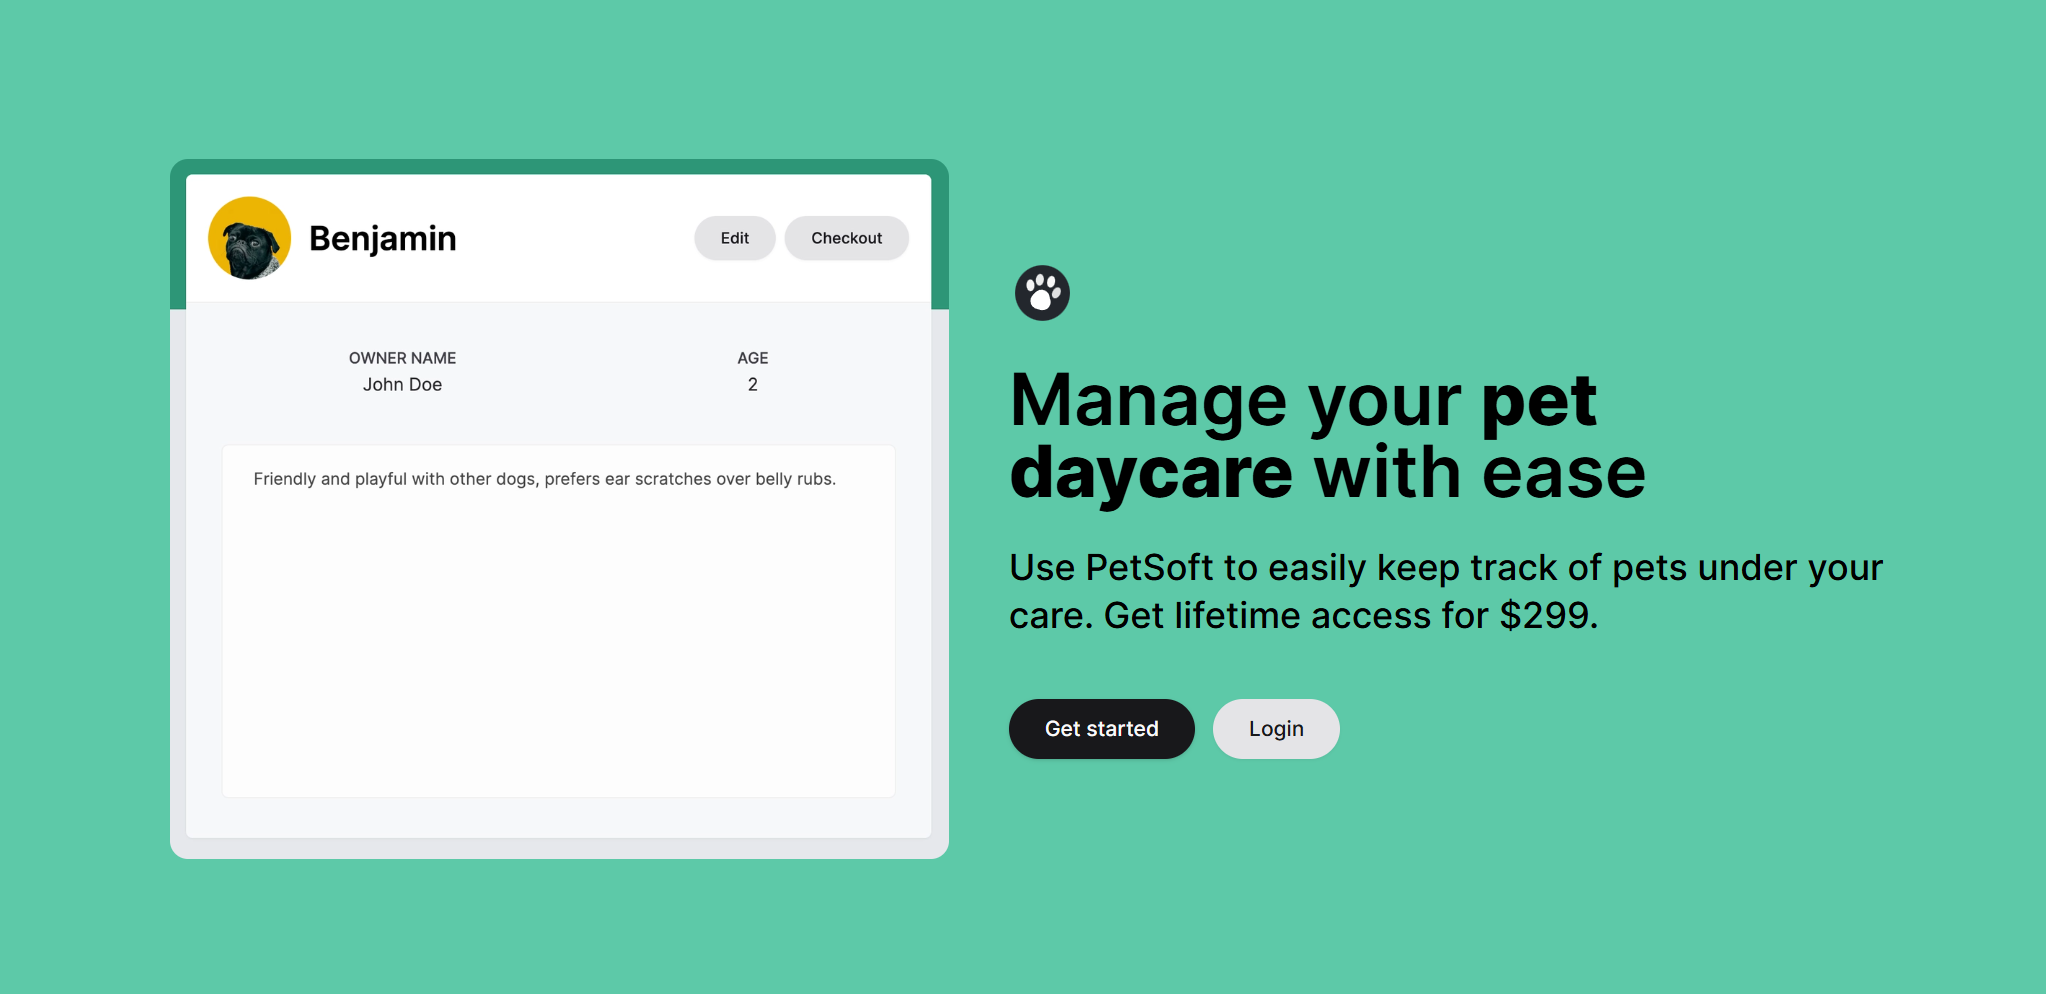 Benjamin
Edit
Checkout
OWNER NAME
John Doe
AGE
2
Friendly and playful with other dogs, prefers ear scratches over belly rubs.
Manage your pet
daycare with ease
Use PetSoft to easily keep track of pets under your
care. Get lifetime access for $299.
Get started
Login